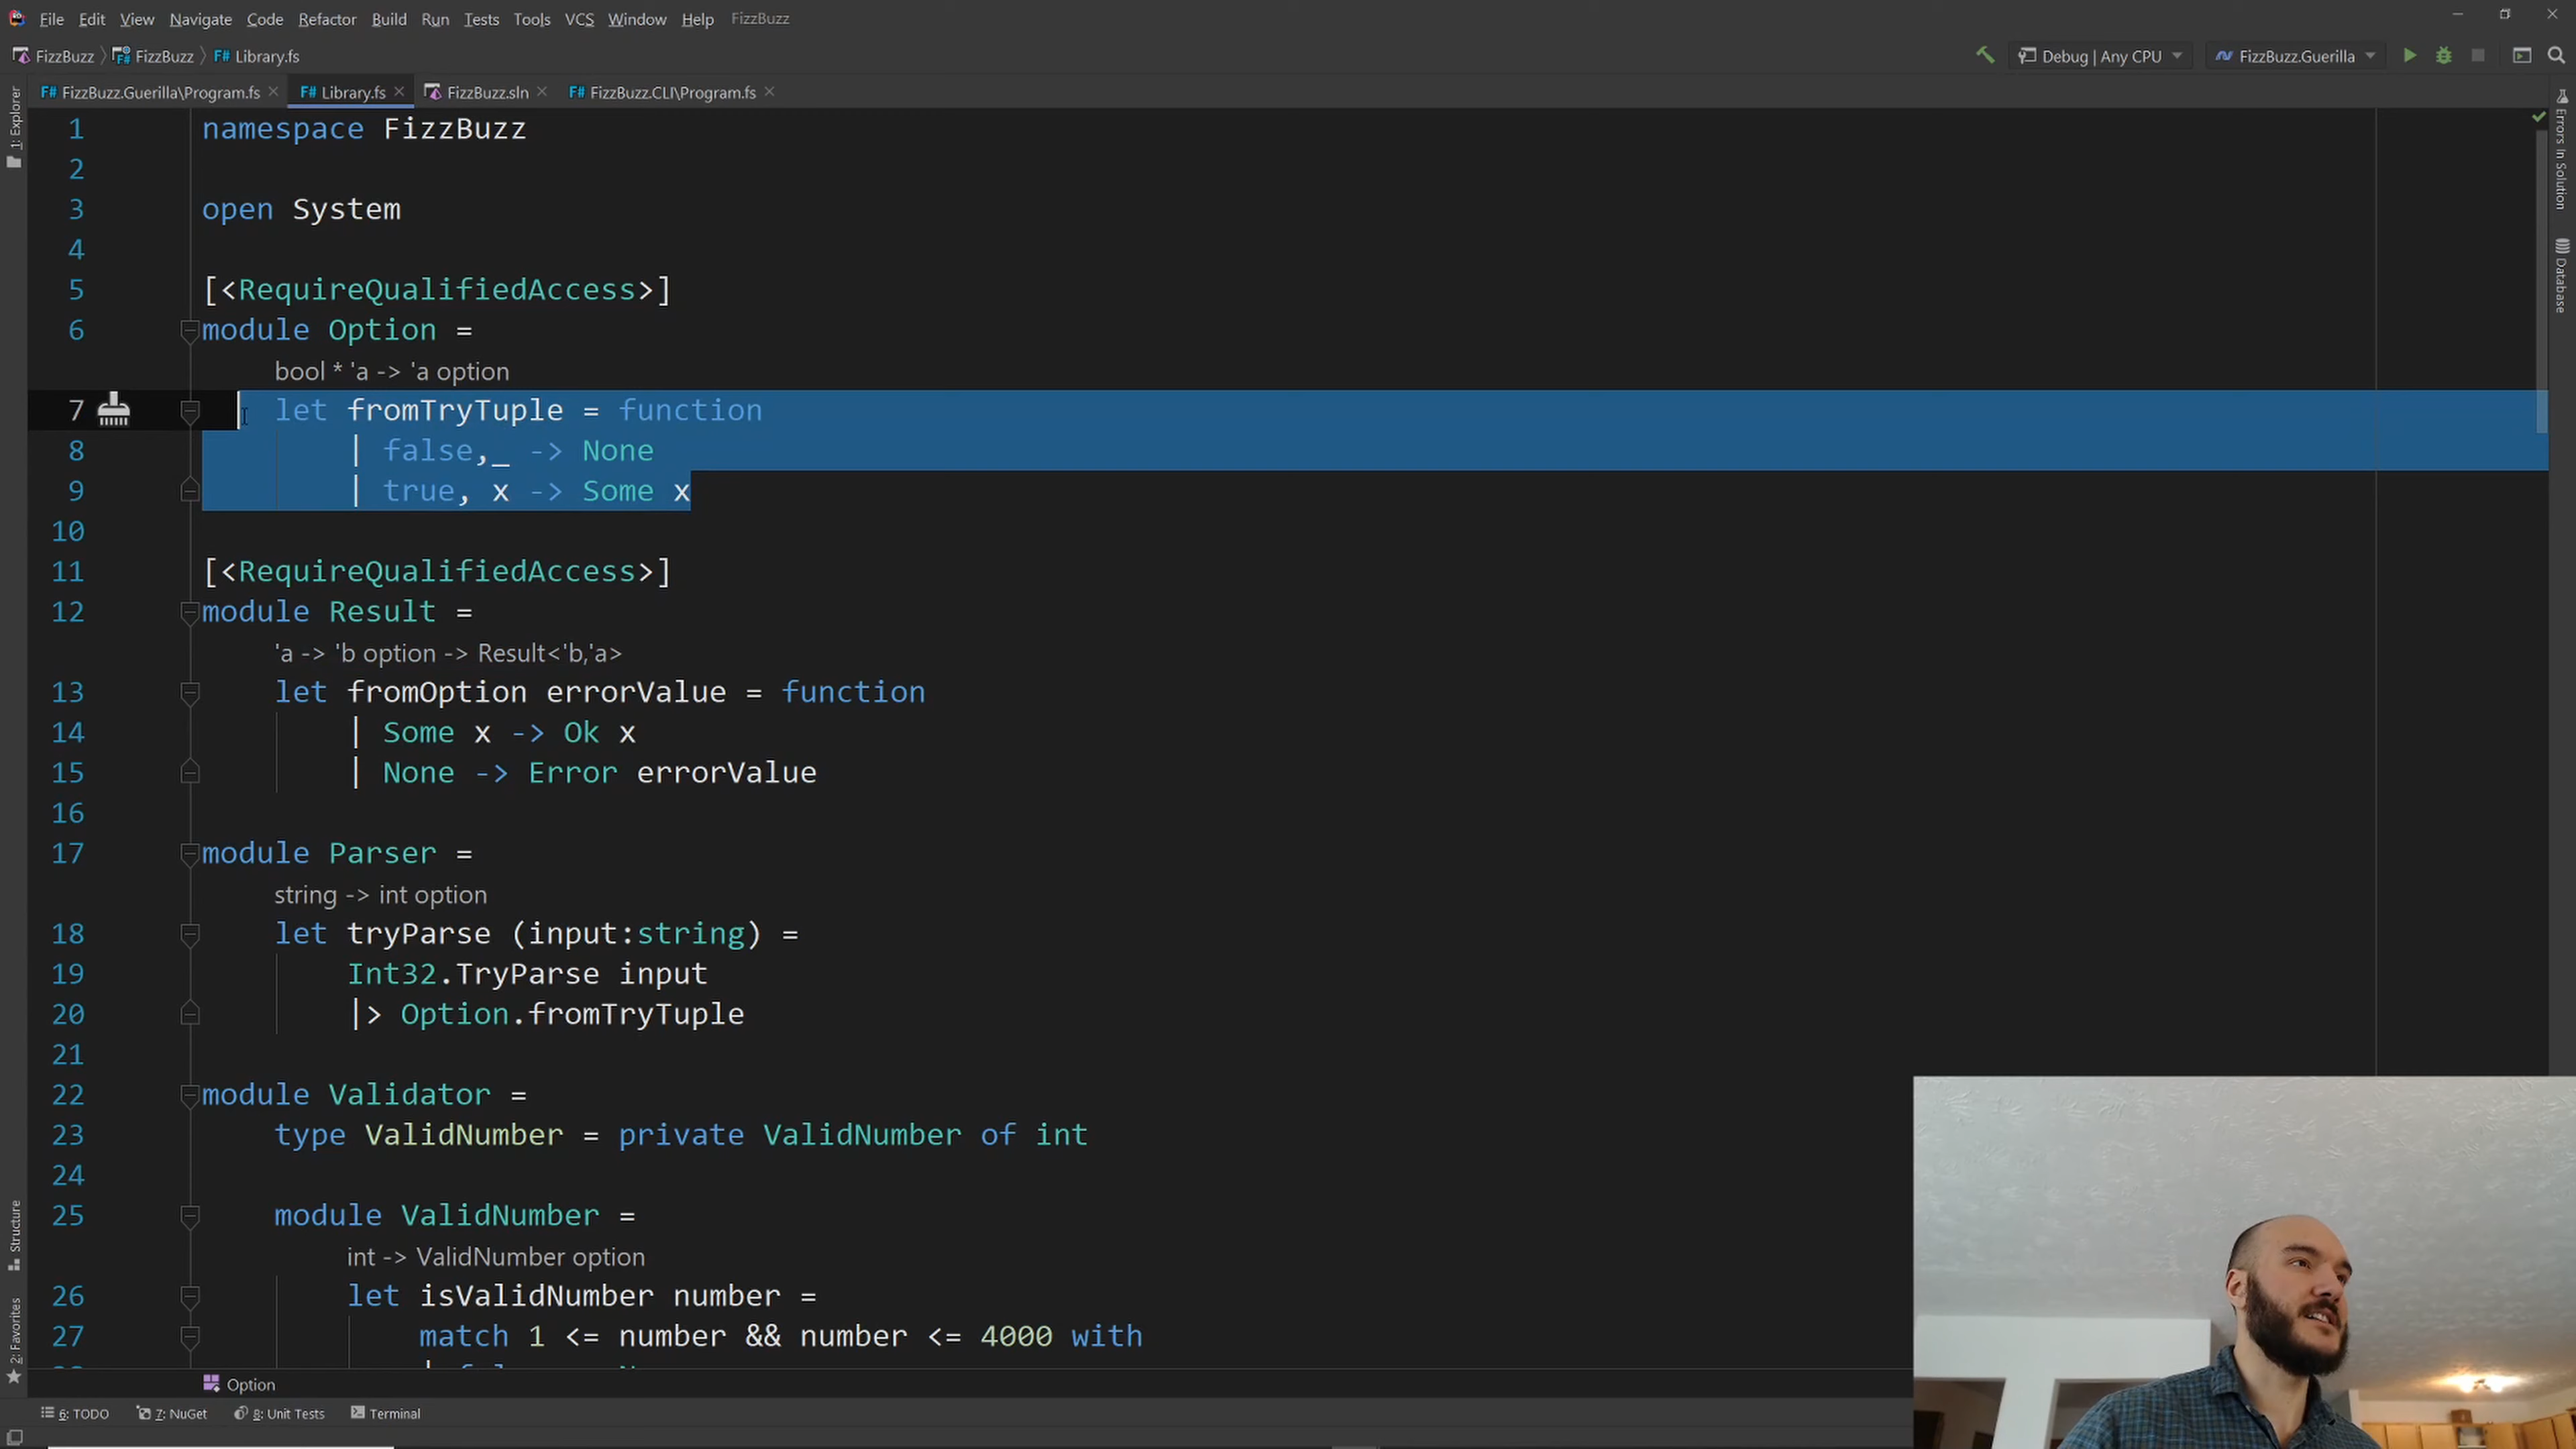 File Edit View Navigate Code Refactor Build Run Tests Tools VCS Window Help FizzBuzz
FizzBuzz FizzBuzz F# Library.fs Debug | Any CPU FizzBuzz.Guerilla
F# FizzBuzz.Guerilla\Program.fs F# Library.fs FizzBuzz.sln F# FizzBuzz.CLI\Program.fs
1: Explorer
Structure
2: Favorites
Errors In Solution
Database
1 namespace FizzBuzz
2
3 open System
4
5 [<RequireQualifiedAccess>]
6 module Option =
bool * 'a -> 'a option
7 let fromTryTuple = function
8 | false,_ -> None
9 | true, x -> Some x
10
11 [<RequireQualifiedAccess>]
12 module Result =
'a -> 'b option -> Result<'b,'a>
13 let fromOption errorValue = function
14 | Some x -> Ok x
15 | None -> Error errorValue
16
17 module Parser =
string -> int option
18 let tryParse (input:string) =
19 Int32.TryParse input
20 |> Option.fromTryTuple
21
22 module Validator =
23 type ValidNumber = private ValidNumber of int
24
25 module ValidNumber =
int -> ValidNumber option
26 let isValidNumber number =
27 match 1 <= number && number <= 4000 with
Option
6: TODO 7: NuGet 8: Unit Tests Terminal